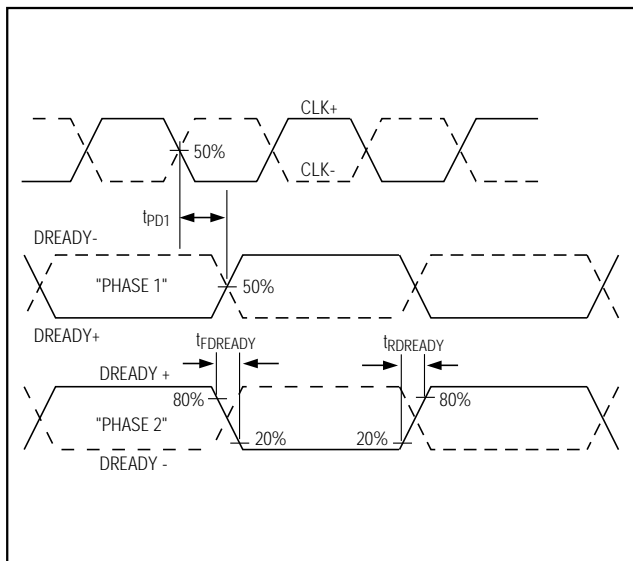 CLK+
50%
CLK-
tPD1
DREADY-
"PHASE 1"
50%
DREADY+
tFDREADY
tRDREADY
DREADY +
80%
80%
"PHASE 2"
20%
20%
DREADY -